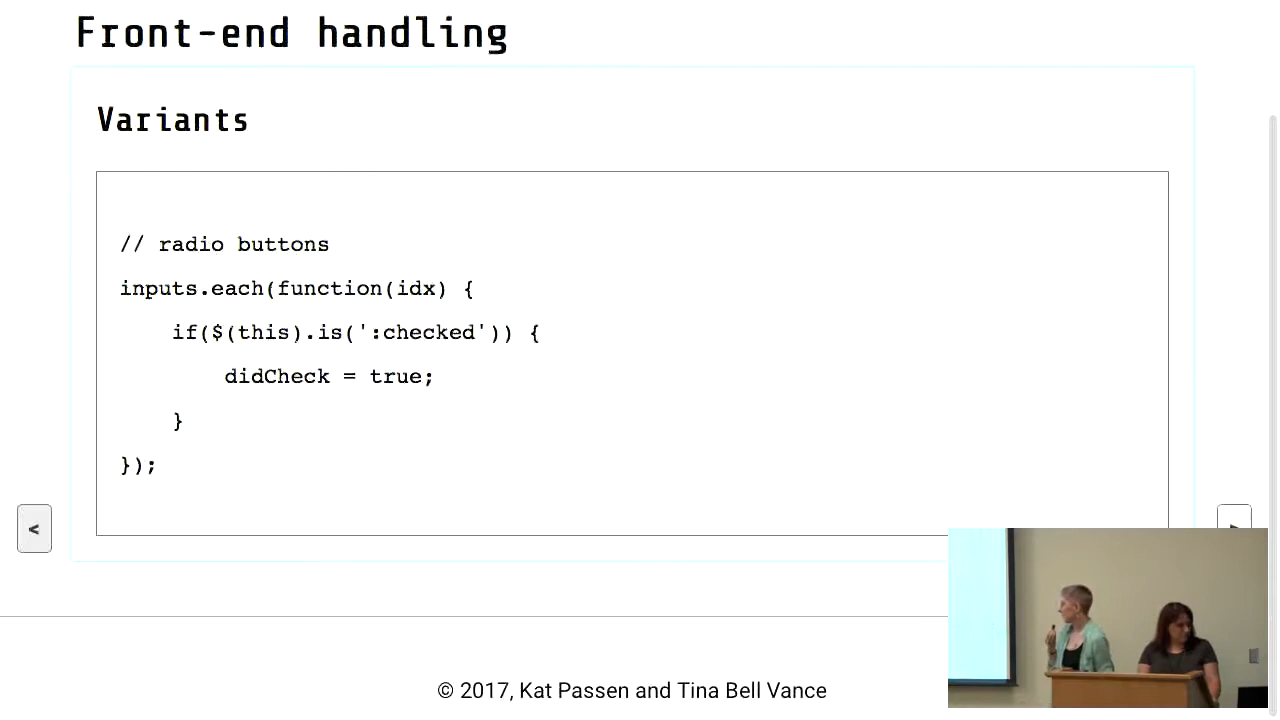 Front-end handling
Variants
// radio buttons
inputs.each(function(idx) {
if($(this).is(':checked')) {
didCheck = true;
}
});
<
© 2017, Kat Passen and Tina Bell Vance